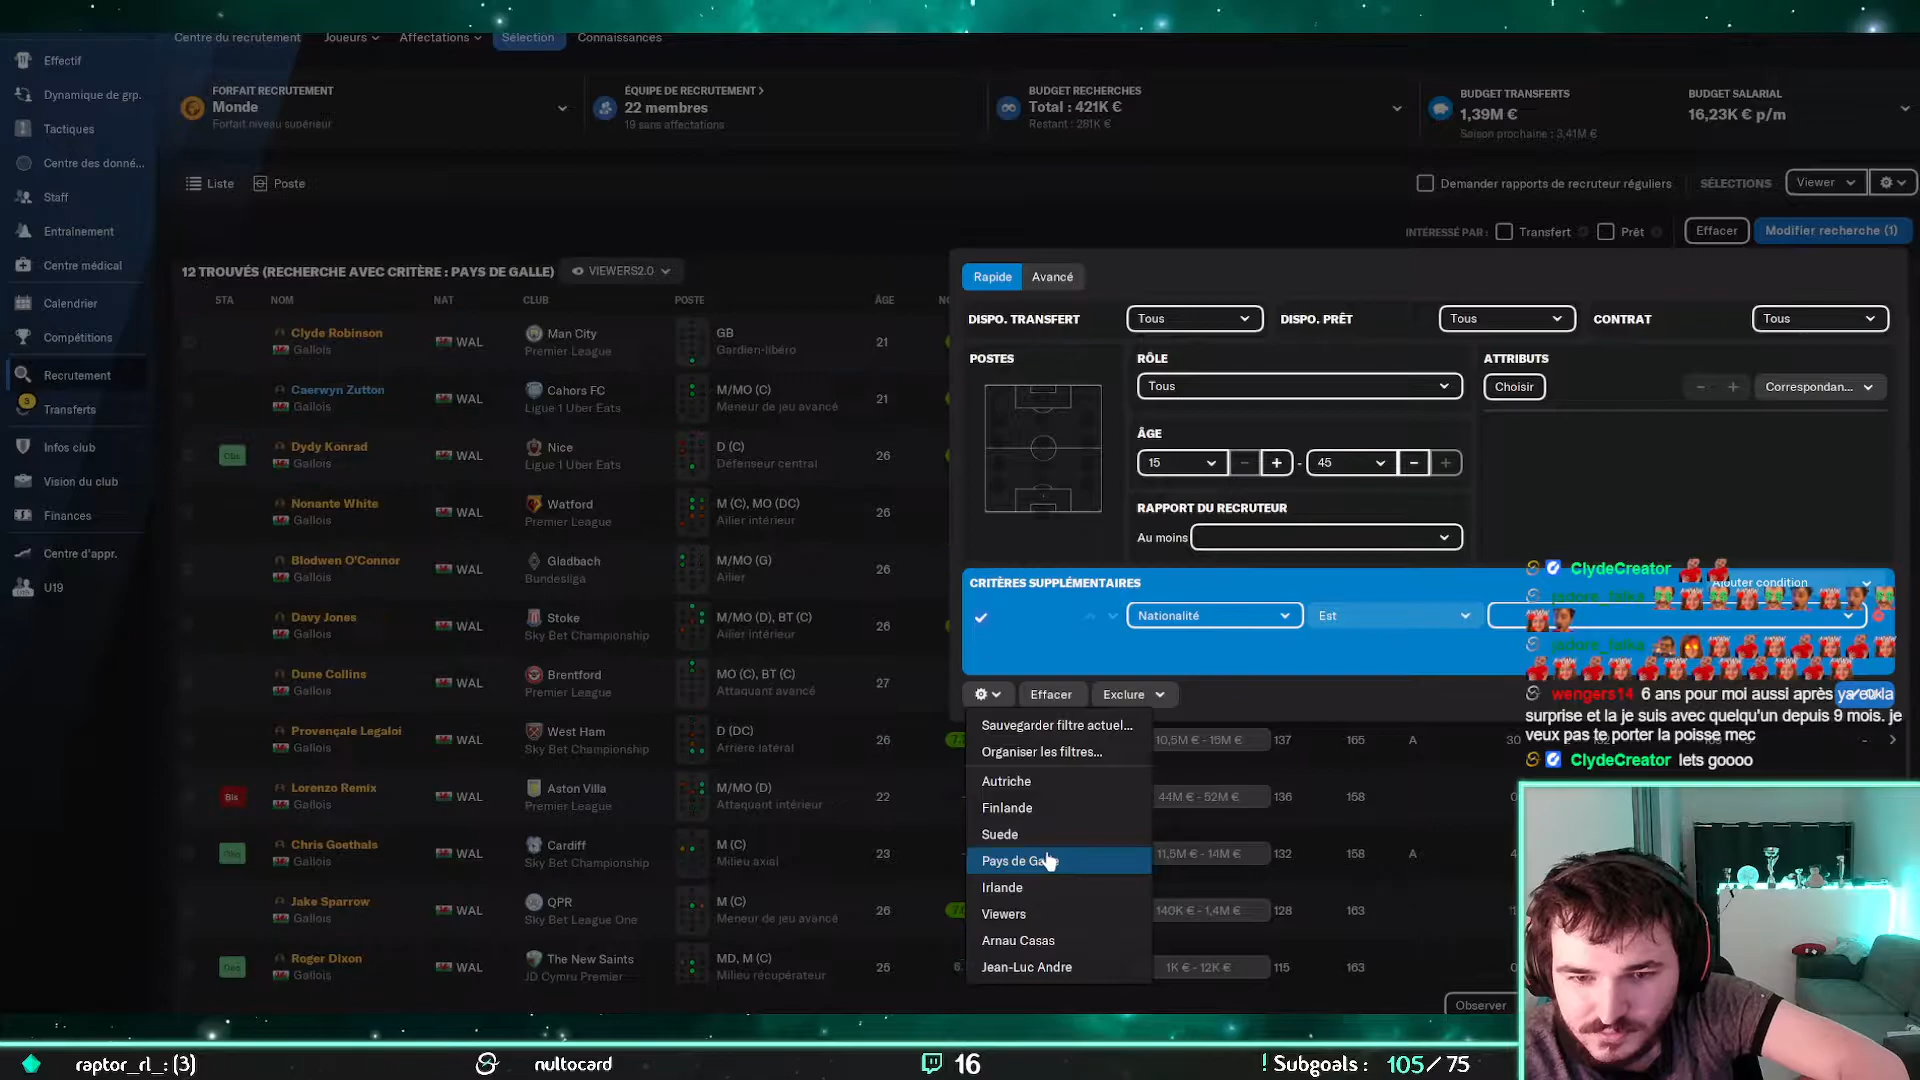 Centre du recrutement Joueurs Affectations Sélection Connaissances
Effectif
Dynamique de grp.
Tactiques
Centre des donné...
Staff
Entraînement
Centre médical
Calendrier
Compétitions
Recrutement
3
Transferts
Infos club
Vision du club
Finances
Centre d'appr.
U19
FORFAIT RECRUTEMENT
Monde
Forfait niveau supérieur
ÉQUIPE DE RECRUTEMENT >
22 membres
19 sans affectations
BUDGET RECHERCHES
Total : 421K €
Restant : 281K €
BUDGET TRANSFERTS
1,39M €
Saison prochaine : 3,41M €
BUDGET SALARIAL
16,23K € p/m
Liste Poste
Demander rapports de recruteur réguliers SÉLECTIONS Viewer
INTÉRESSÉ PAR : Transfert Prêt Effacer Modifier recherche (1)
12 TROUVÉS (RECHERCHE AVEC CRITÈRE : PAYS DE GALLE) VIEWERS2.0
STA NOM NAT CLUB POSTE ÂGE
Clyde Robinson
Gallois
WAL
Man City
Premier League
GB
Gardien-libéro
21
Caerwyn Zutton
Gallois
WAL
Cahors FC
Ligue 1 Uber Eats
M/MO (C)
Meneur de jeu avancé
21
Obs
Dydy Konrad
Gallois
WAL
Nice
Ligue 1 Uber Eats
D (C)
Défenseur central
26
Nonante White
Gallois
WAL
Watford
Premier League
M (C), MO (DC)
Ailier intérieur
26
Blodwen O'Connor
Gallois
WAL
Gladbach
Bundesliga
M/MO (G)
Ailier
26
Davy Jones
Gallois
WAL
Stoke
Sky Bet Championship
M/MO (D), BT (C)
Ailier intérieur
26
Dune Collins
Gallois
WAL
Brentford
Premier League
MO (C), BT (C)
Attaquant avancé
27
Provençale Legaloi
Gallois
WAL
West Ham
Sky Bet Championship
D (DC)
Arrière latéral
26
10,5M € - 15M €
137
165
A
30
Bls
Lorenzo Remix
Gallois
WAL
Aston Villa
Premier League
M/MO (D)
Attaquant intérieur
22
44M € - 52M €
136
158
Chris Goethals
Gallois
WAL
Cardiff
Sky Bet Championship
M (C)
Milieu axial
23
11,5M € - 14M €
132
158
A
Jake Sparrow
Gallois
WAL
QPR
Sky Bet League One
M (C)
Meneur de jeu avancé
26
140K € - 1,4M €
128
163
Roger Dixon
Gallois
WAL
The New Saints
JD Cymru Premier
MD, M (C)
Milieu récupérateur
25
1K € - 12K €
115
163
Rapide Avancé
DISPO. TRANSFERT Tous DISPO. PRÊT Tous CONTRAT Tous
POSTES
RÔLE
Tous
ATTRIBUTS
Choisir - + Correspondan...
ÂGE
15 - + - 45 - +
RAPPORT DU RECRUTEUR
Au moins
CRITÈRES SUPPLÉMENTAIRES
Ajouter condition
Nationalité Est
Effacer Exclure
Sauvegarder filtre actuel...
Organiser les filtres...
Autriche
Finlande
Suede
Pays de Galle
Irlande
Viewers
Arnau Casas
Jean-Luc Andre
Observer
ClydeCreator
jadore_falka
jadore_falka
wengers14 6 ans pour moi aussi après ya eu la
surprise et la je suis avec quelqu'un depuis 9 mois. je
veux pas te porter la poisse mec
ClydeCreator lets goooo
raptor_rl_: (3) nultocard 16 ! Subgoals : 105 / 75